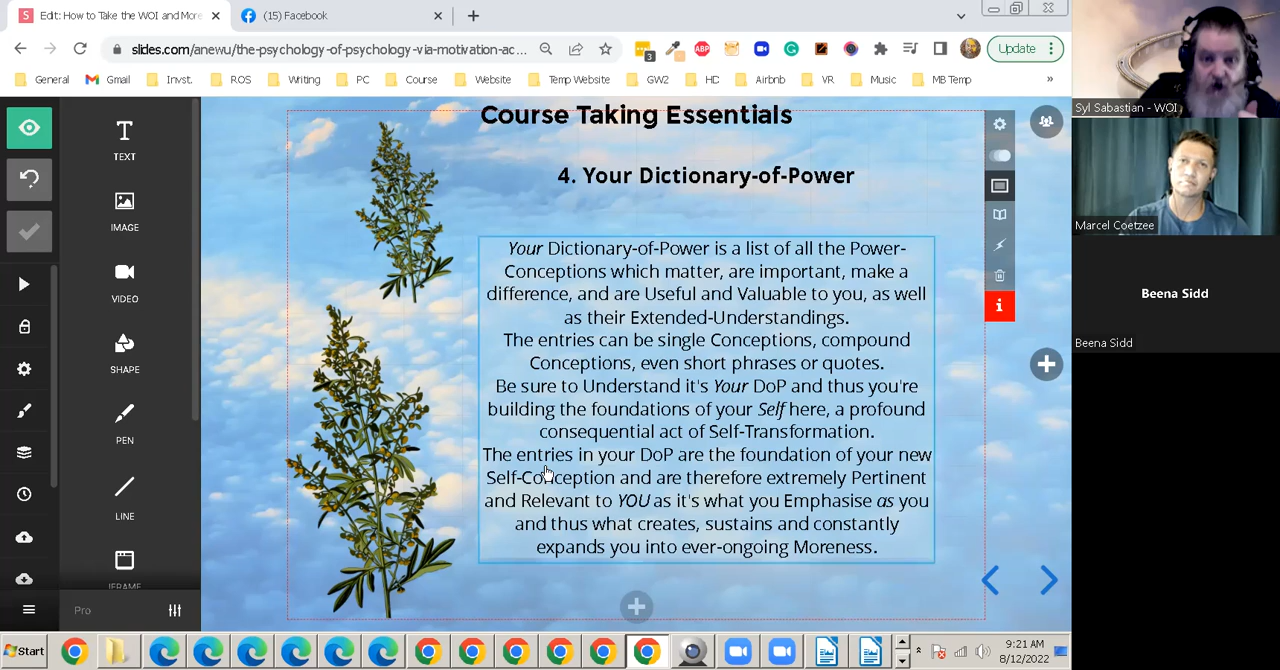 Edit: How to Take the WOI and More
(15) Facebook
slides.com/anewu/the-psychology-of-psychology-via-motivation-ac...
3
ABP
Update
General
Gmail
Invst.
ROS
Writing
PC
Course
Website
Temp Website
GW2
HD
Airbnb
VR
Music
MB Temp
»
TEXT
IMAGE
VIDEO
SHAPE
PEN
LINE
IFRAME
Pro
Course Taking Essentials
4. Your Dictionary-of-Power
Your Dictionary-of-Power is a list of all the Power-
Conceptions which matter, are important, make a
difference, and are Useful and Valuable to you, as well
as their Extended-Understandings.
The entries can be single Conceptions, compound
Conceptions, even short phrases or quotes.
Be sure to Understand it's Your DoP and thus you're
building the foundations of your Self here, a profound
consequential act of Self-Transformation.
The entries in your DoP are the foundation of your new
Self-Conception and are therefore extremely Pertinent
and Relevant to YOU as it's what you Emphasise as you
and thus what creates, sustains and constantly
expands you into ever-ongoing Moreness.
i
Syl Sabastian - WOI
Marcel Coetzee
Beena Sidd
Beena Sidd
Start
9:21 AM
8/12/2022